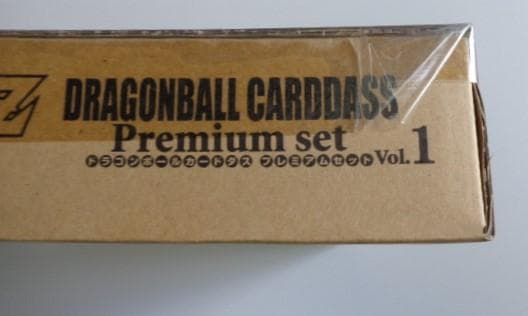 Z
DRAGONBALL CARDDASS
Premium set
ドラゴンボールカードダス プレミアムセット Vol.1